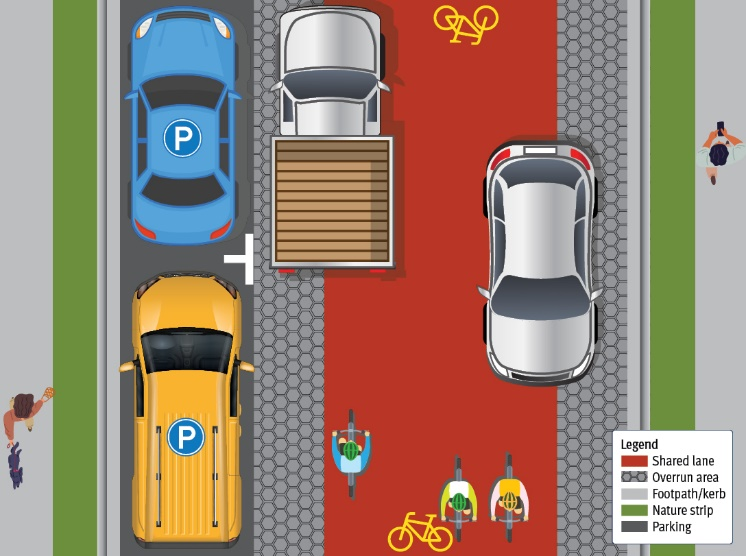 P
P
Legend
Shared lane
Overrun area
Footpath/kerb
Nature strip
Parking